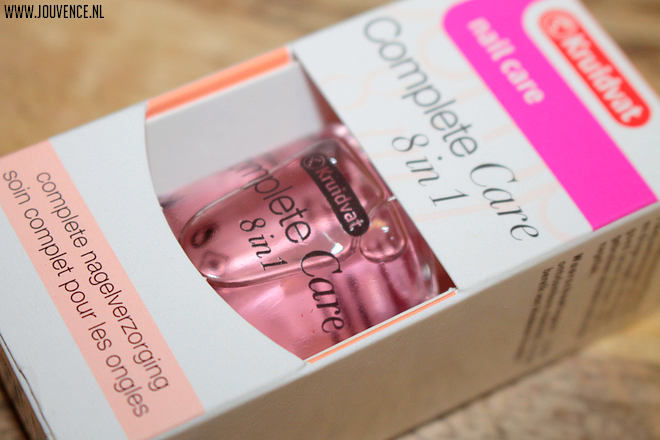 WWW.JOUVENCE.NL
Kruidvat
nail care
Complete Care
8 in 1
Kruidvat
Complete Care
8 in 1
complete nagelverzorging
soin complet pour les ongles